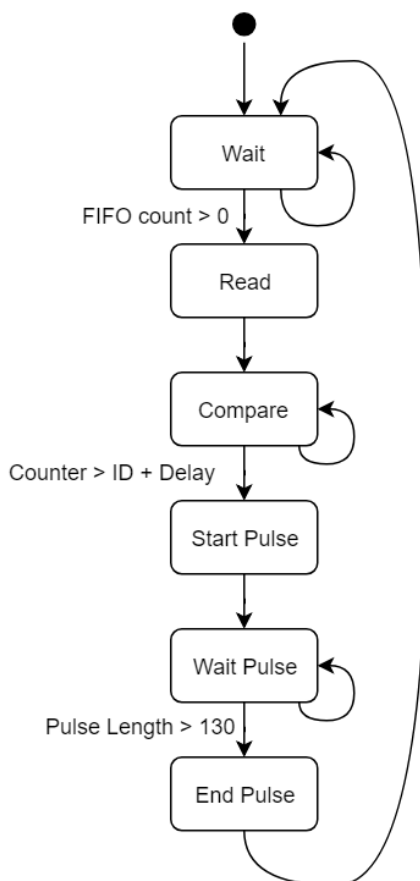 Wait
FIFO count > 0
Read
Compare
Counter > ID + Delay
Start Pulse
Wait Pulse
Pulse Length > 130
End Pulse